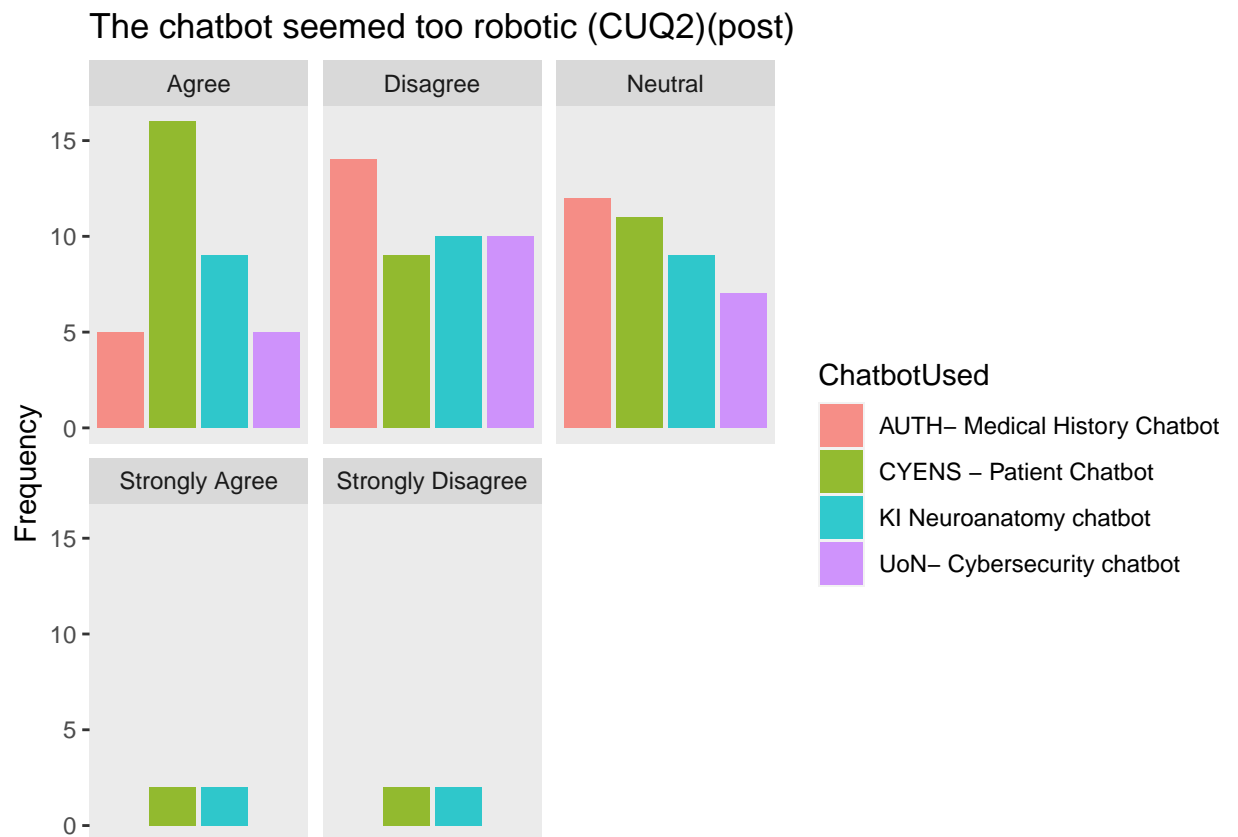 The chatbot seemed too robotic (CUQ2)(post)
Agree
Disagree
Neutral
15
10
5
0
Strongly Agree
Strongly Disagree
15
10
5
0
Frequency
ChatbotUsed
AUTH− Medical History Chatbot
CYENS − Patient Chatbot
KI Neuroanatomy chatbot
UoN− Cybersecurity chatbot